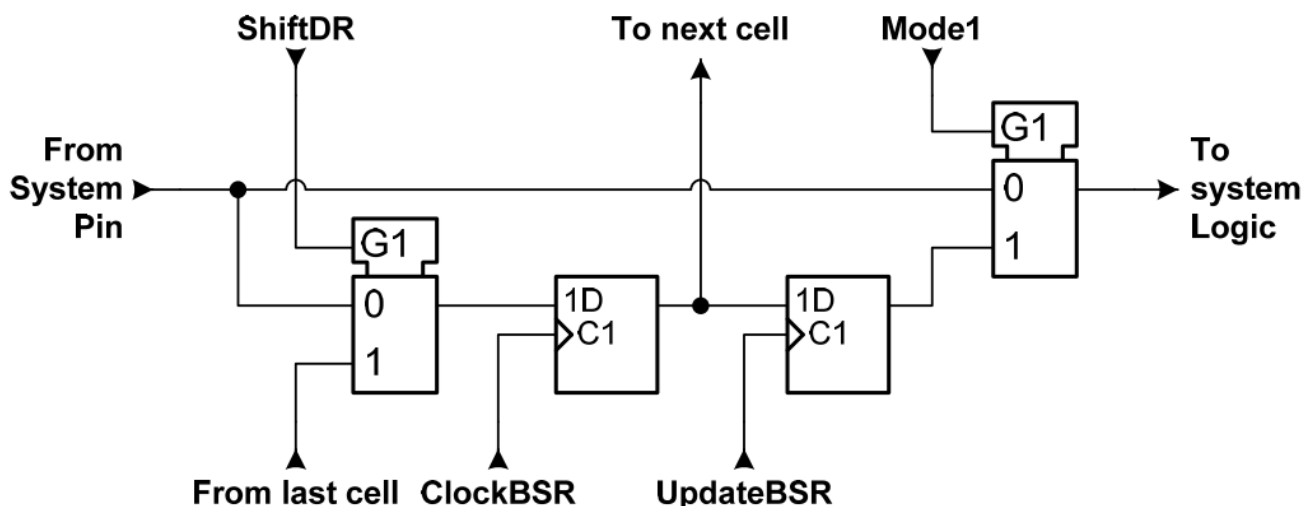 ShiftDR
To next cell
Mode1
G1
From
System
Pin
0
1
To
system
Logic
G1
0
1
1D
C1
1D
C1
From last cell
ClockBSR
UpdateBSR